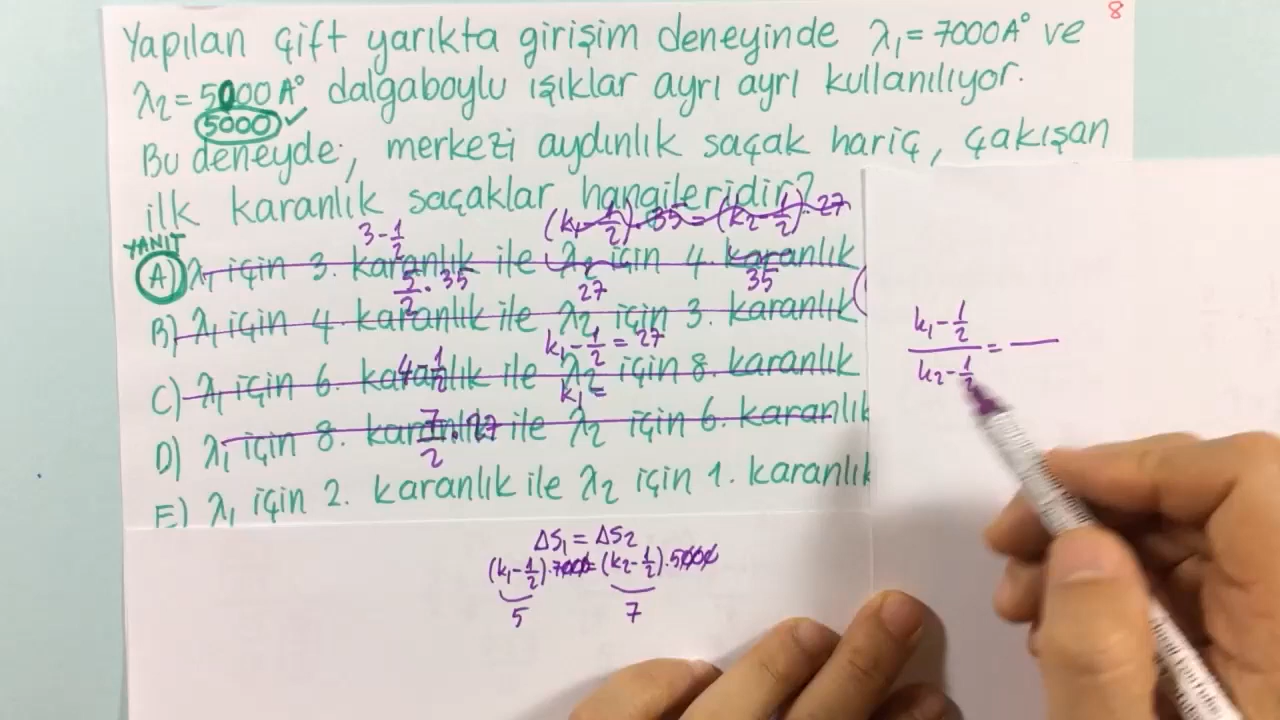 8
Yapılan çift yarıkta girişim deneyinde λ₁ = 7000A° ve
λ₂ = 5000A° dalgaboylu ışıklar ayrı ayrı kullanılıyor.
5000 ✓
Bu deneyde, merkezi aydınlık saçak hariç, çakışan
ilk karanlık saçaklar hangileridir?
(k₁-1/2).35 = (k₂-1/2).27
3-1/2
YANIT
A) λ₁ için 3. karanlık ile λ₂ için 4. karanlık
5/2.35 27 35
B) λ₁ için 4. karanlık ile λ₂ için 3. karanlık
k₁-1/2 = 27
4-1/2
C) λ₁ için 6. karanlık ile λ₂ için 8. karanlık
k₁=
D) λ₁ için 8. karanlık ile λ₂ için 6. karanlık
7/2.27
E) λ₁ için 2. karanlık ile λ₂ için 1. karanlık
ΔS₁ = ΔS₂
(k₁-1/2).7000 = (k₂-1/2).5000
5 7
(k₁-1/2)/(k₂-1/2) =